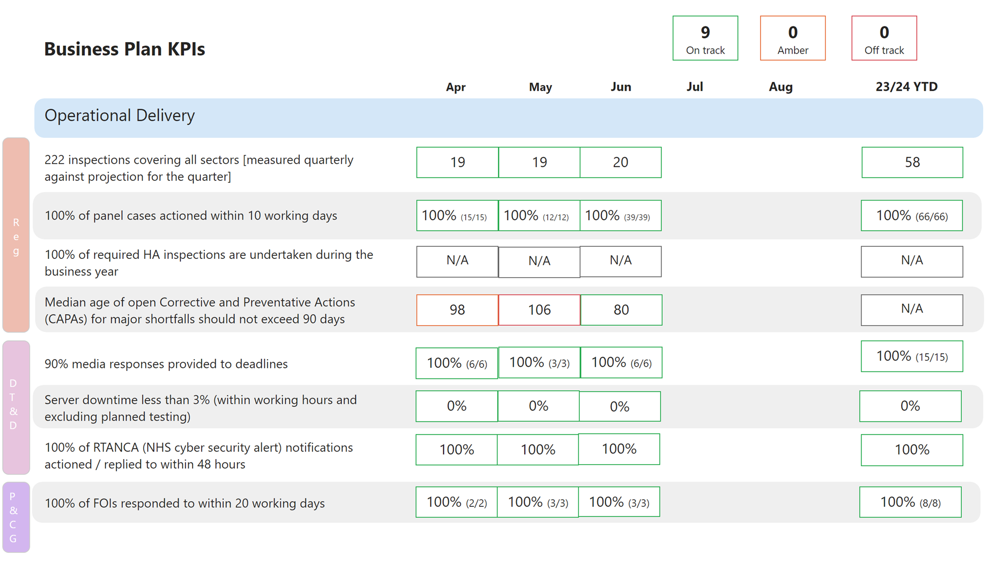 9
On track
0
Amber
0
Off track
Business Plan KPIs
Apr May Jun Jul Aug 23/24 YTD
Operational Delivery
Reg
222 inspections covering all sectors [measured quarterly
against projection for the quarter]
19 19 20 58
100% of panel cases actioned within 10 working days
100% (15/15) 100% (12/12) 100% (39/39) 100% (66/66)
100% of required HA inspections are undertaken during the
business year
N/A N/A N/A N/A
Median age of open Corrective and Preventative Actions
(CAPAs) for major shortfalls should not exceed 90 days
98 106 80 N/A
DT&D
90% media responses provided to deadlines
100% (6/6) 100% (3/3) 100% (6/6) 100% (15/15)
Server downtime less than 3% (within working hours and
excluding planned testing)
0% 0% 0% 0%
100% of RTANCA (NHS cyber security alert) notifications
actioned / replied to within 48 hours
100% 100% 100% 100%
P&CG
100% of FOIs responded to within 20 working days
100% (2/2) 100% (3/3) 100% (3/3) 100% (8/8)